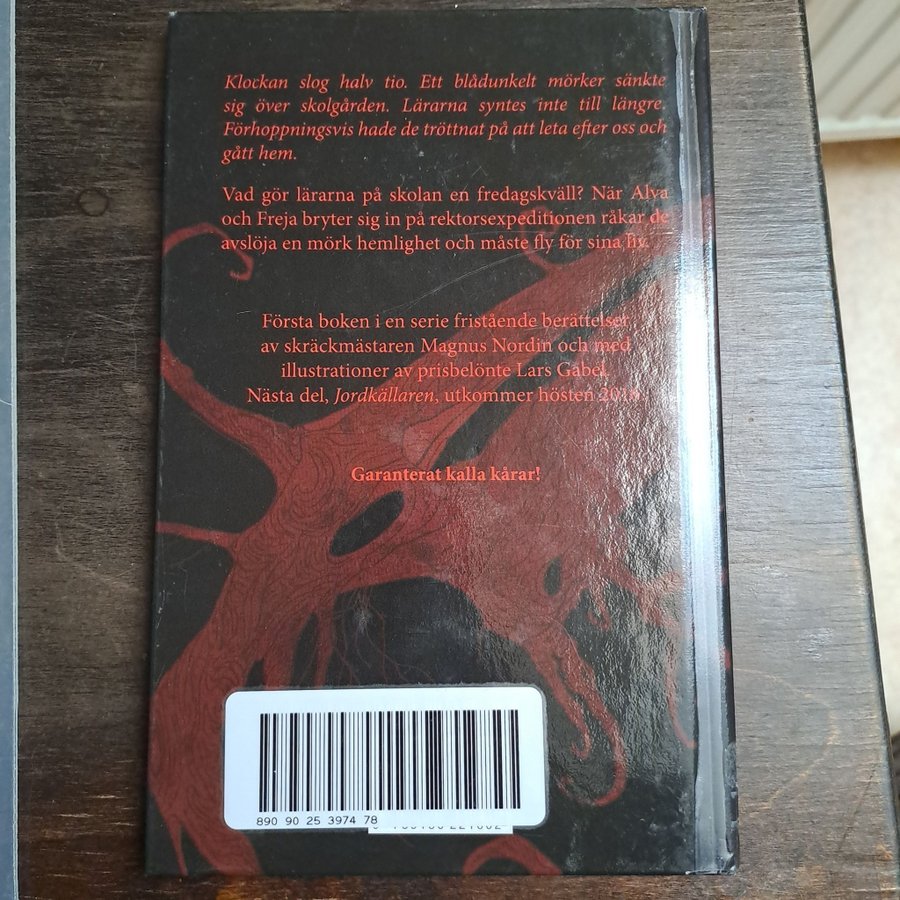 Klockan slog halv tio. Ett blådunkelt mörker sänkte
sig över skolgården. Lärarna syntes inte till längre.
Förhoppningsvis hade de tröttnat på att leta efter oss och
gått hem.
Vad gör lärarna på skolan en fredagskväll? När Alva
och Freja bryter sig in på rektorsexpeditionen råkar de
avslöja en mörk hemlighet och måste fly för sina liv.
Första boken i en serie fristående berättelser
av skräckmästaren Magnus Nordin och med
illustrationer av prisbelönte Lars Gabel.
Nästa del, Jordkällaren, utkommer hösten
Garanterat kalla kårar!
890 90 25 3974 78